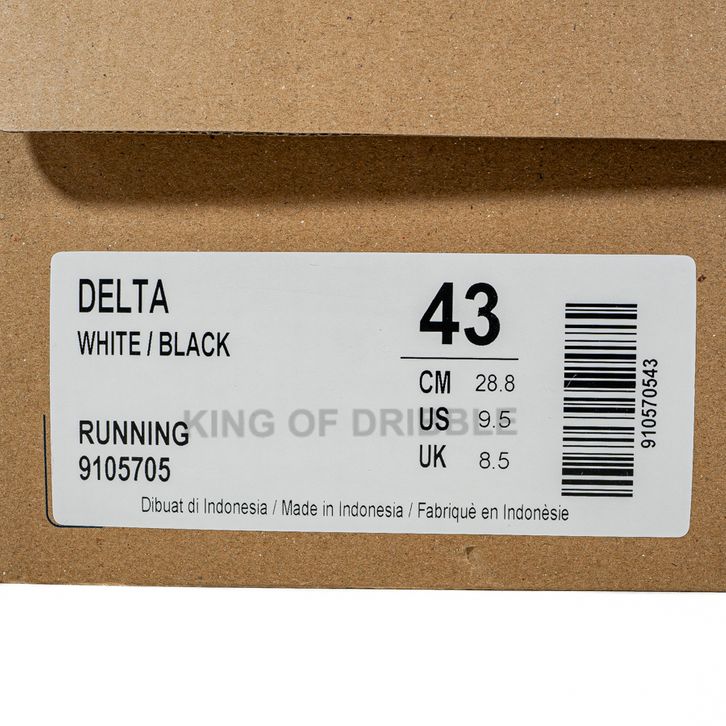 DELTA
WHITE / BLACK
RUNNING
9105705
43
CM 28.8
US 9.5
UK 8.5
910570543
KING OF DRIBBLE
Dibuat di Indonesia / Made in Indonesia / Fabriquè en Indonèsie